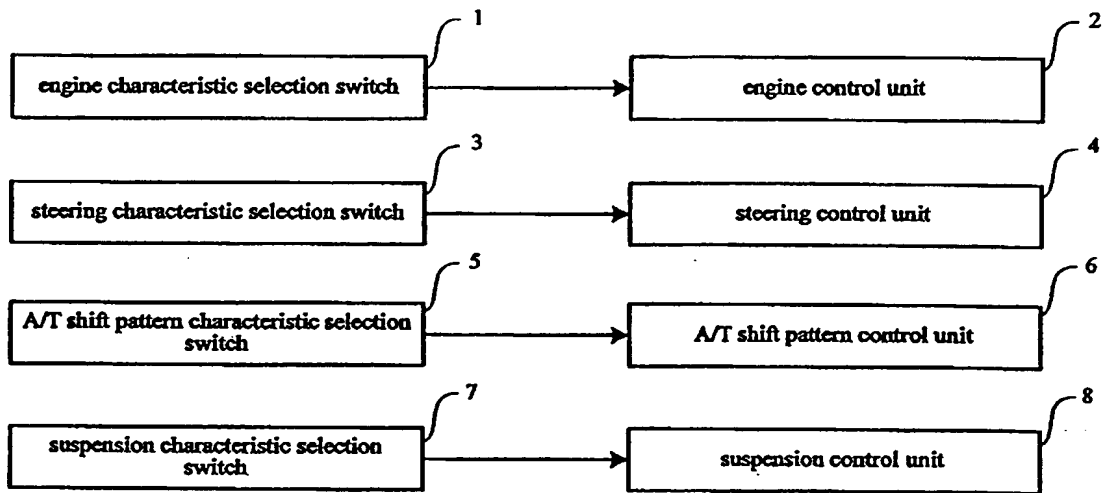 1
2
engine characteristic selection switch
engine control unit
3
4
steering characteristic selection switch
steering control unit
5
6
A/T shift pattern characteristic selection
switch
A/T shift pattern control unit
7
8
suspension characteristic selection
switch
suspension control unit